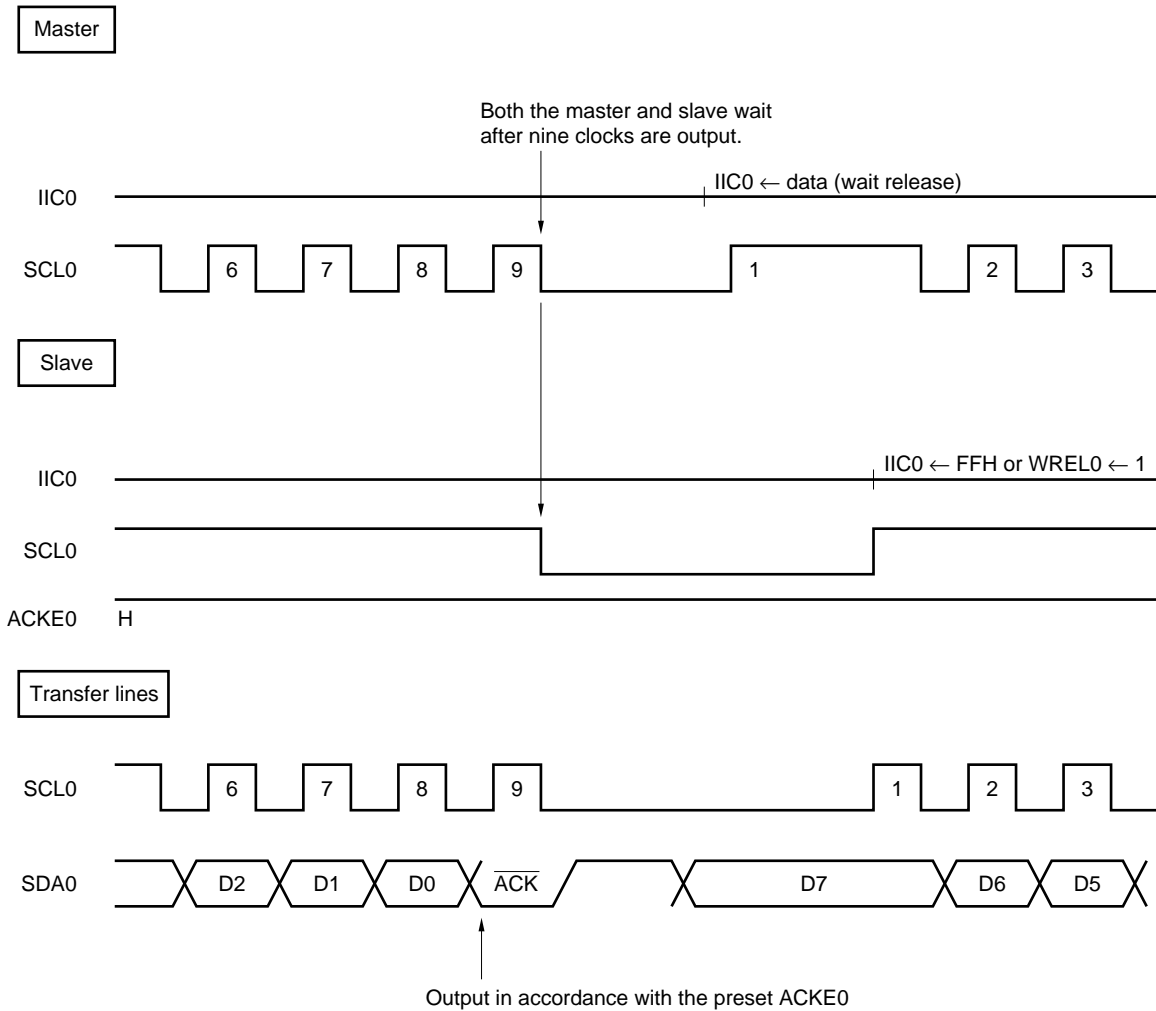 Master
Both the master and slave wait
after nine clocks are output.
IIC0 ← data (wait release)
IIC0
SCL0 6 7 8 9 1 2 3
Slave
IIC0 ← FFH or WREL0 ← 1
IIC0
SCL0
ACKE0 H
Transfer lines
SCL0 6 7 8 9 1 2 3
SDA0 D2 D1 D0 A̅C̅K̅ D7 D6 D5
Output in accordance with the preset ACKE0